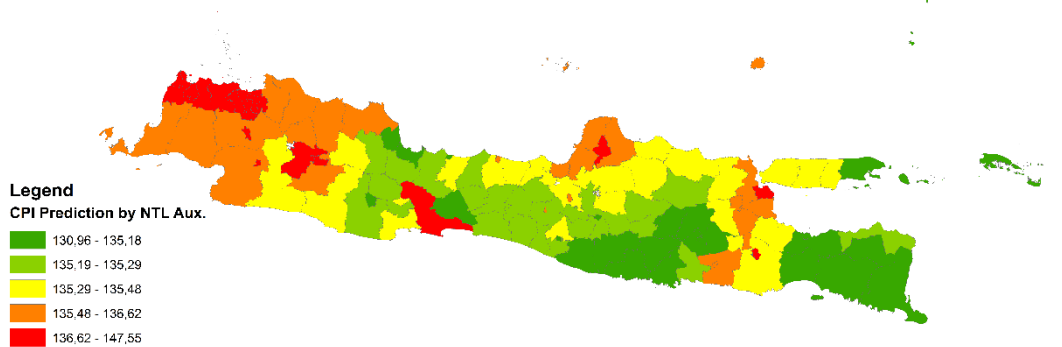 Legend
CPI Prediction by NTL Aux.
130,96 - 135,18
135,19 - 135,29
135,29 - 135,48
135,48 - 136,62
136,62 - 147,55